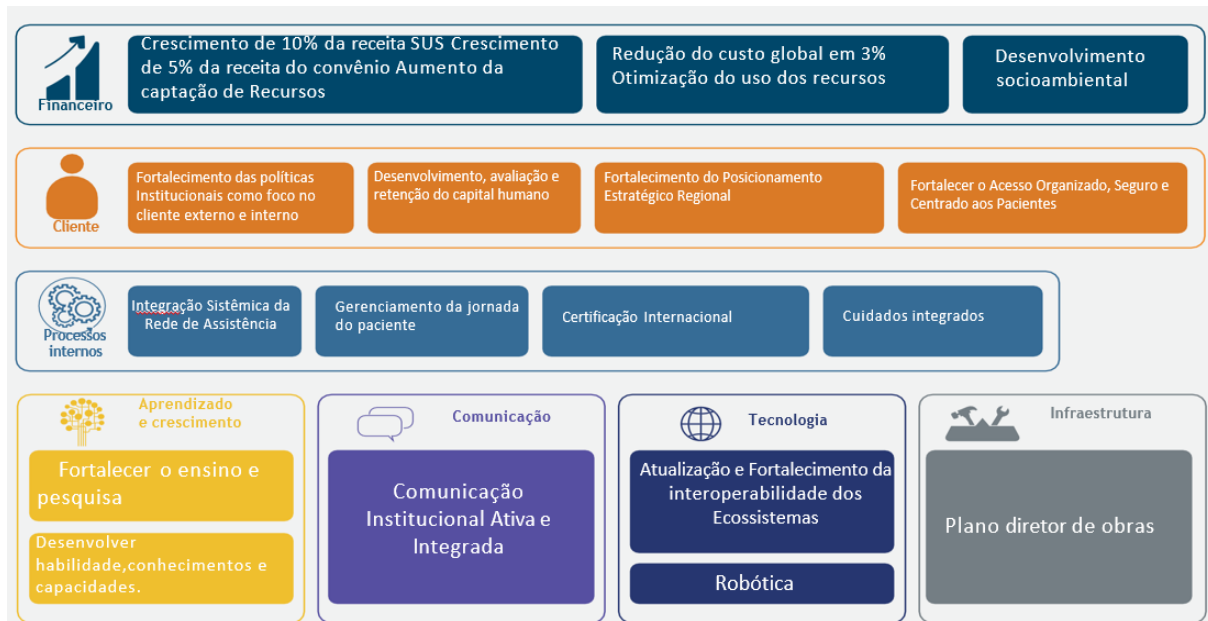 Financeiro
Crescimento de 10% da receita SUS Crescimento
de 5% da receita do convênio Aumento da
captação de Recursos
Redução do custo global em 3%
Otimização do uso dos recursos
Desenvolvimento
socioambiental
Cliente
Fortalecimento das políticas
Institucionais como foco no
cliente externo e interno
Desenvolvimento, avaliação e
retenção do capital humano
Fortalecimento do Posicionamento
Estratégico Regional
Fortalecer o Acesso Organizado, Seguro e
Centrado aos Pacientes
Processos
internos
Integração Sistêmica da
Rede de Assistência
Gerenciamento da jornada
do paciente
Certificação Internacional
Cuidados integrados
Aprendizado
e crescimento
Fortalecer o ensino e
pesquisa
Desenvolver
habilidade,conhecimentos e
capacidades.
Comunicação
Comunicação
Institucional Ativa e
Integrada
Tecnologia
Atualização e Fortalecimento da
interoperabilidade dos
Ecossistemas
Robótica
Infraestrutura
Plano diretor de obras